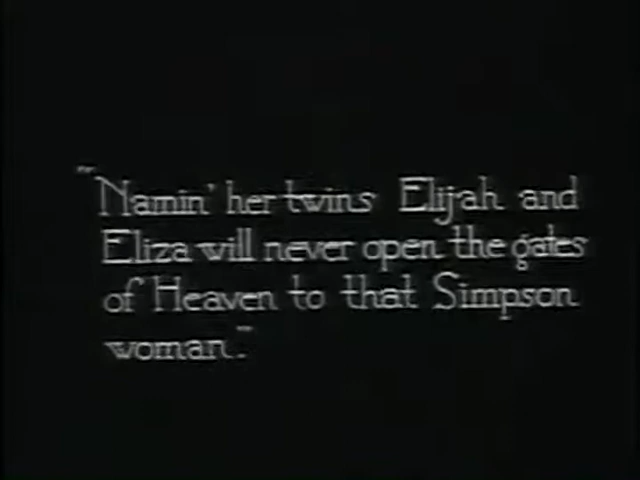 "Namin' her twins Elijah and
Eliza will never open the gates
of Heaven to that Simpson
woman."